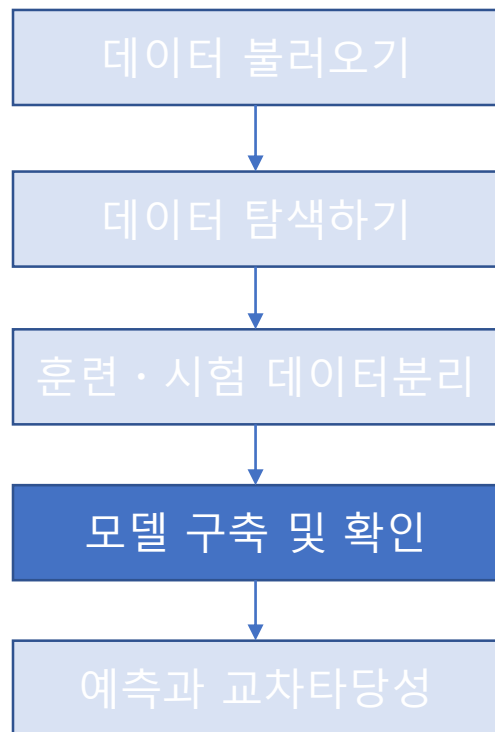 데이터 불러오기
데이터 탐색하기
훈련 · 시험 데이터분리
모델 구축 및 확인
예측과 교차타당성